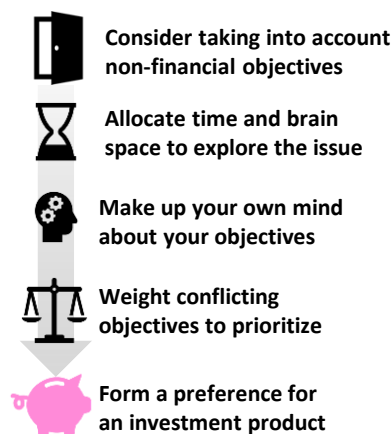 Consider taking into account
non-financial objectives
Allocate time and brain
space to explore the issue
Make up your own mind
about your objectives
Weight conflicting
objectives to prioritize
Form a preference for
an investment product